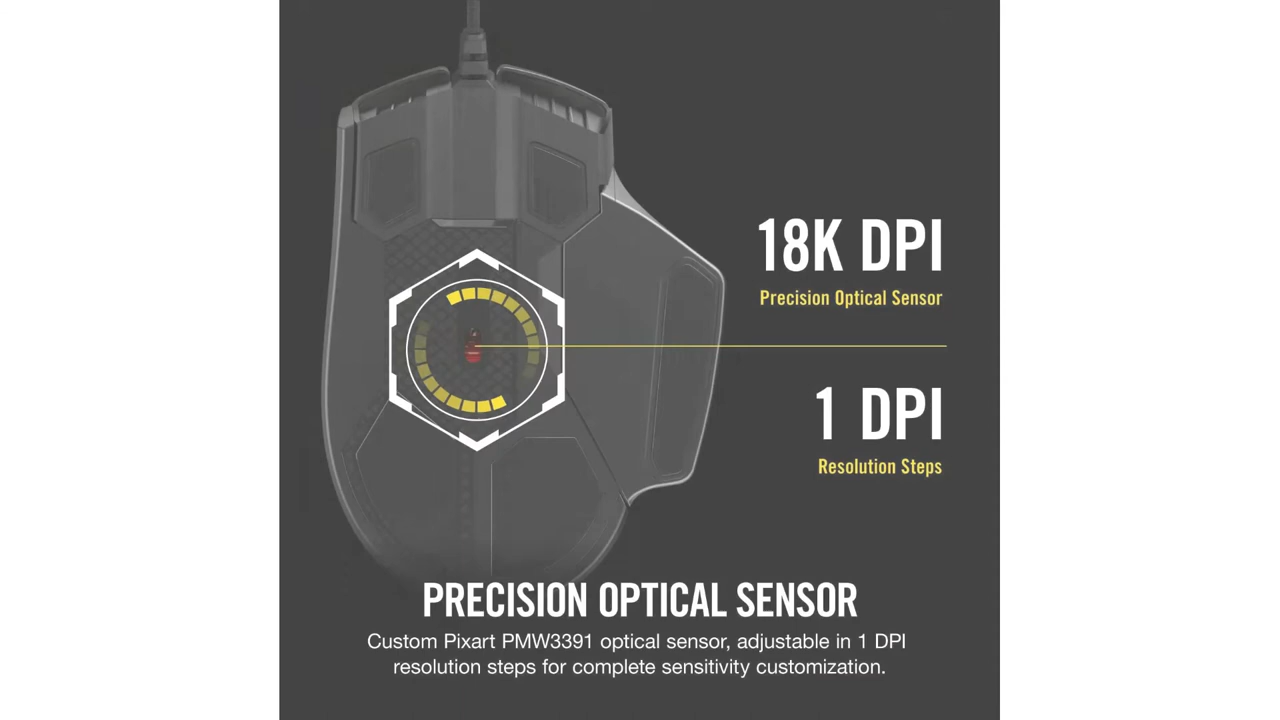 18K DPI
Precision Optical Sensor
1 DPI
Resolution Steps
PRECISION OPTICAL SENSOR
Custom Pixart PMW3391 optical sensor, adjustable in 1 DPI
resolution steps for complete sensitivity customization.